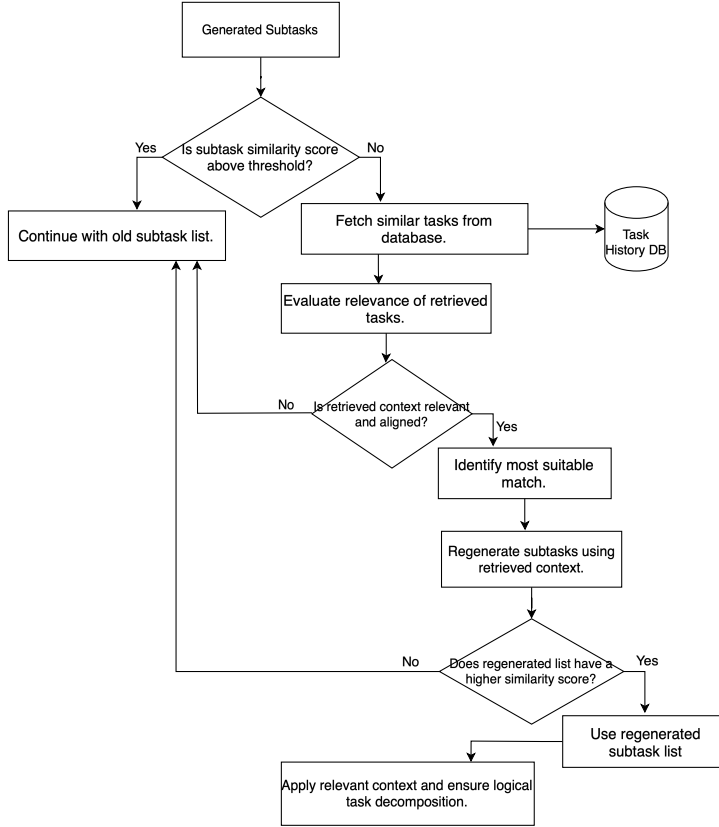 Generated Subtasks
Is subtask similarity score
above threshold?
Yes
No
Continue with old subtask list.
Fetch similar tasks from
database.
Task
History DB
Evaluate relevance of retrieved
tasks.
Is retrieved context relevant
and aligned?
No
Yes
Identify most suitable
match.
Regenerate subtasks using
retrieved context.
Does regenerated list have a
higher similarity score?
No
Yes
Use regenerated
subtask list
Apply relevant context and ensure logical
task decomposition.